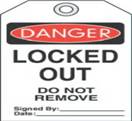 DANGER
LOCKED
OUT
DO NOT
REMOVE
Signed By:
Date: